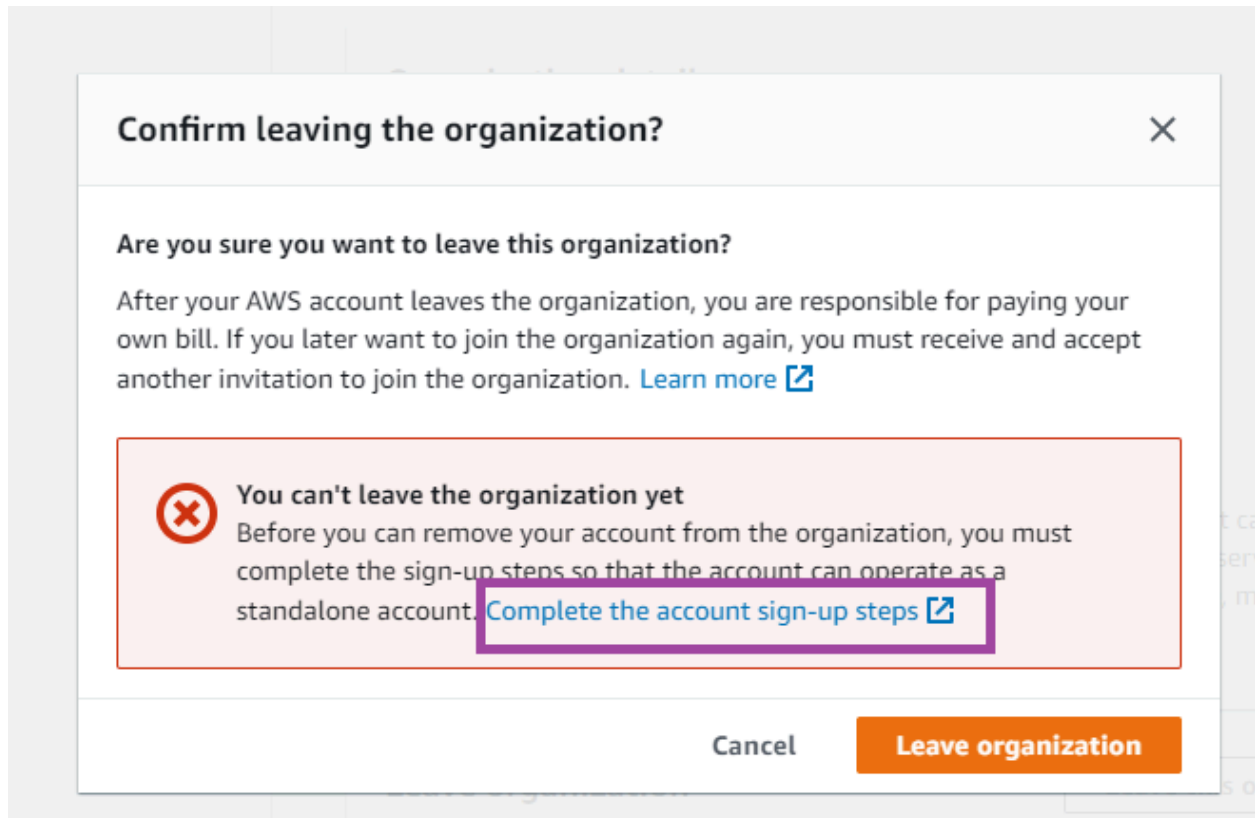 Confirm leaving the organization?
Are you sure you want to leave this organization?
After your AWS account leaves the organization, you are responsible for paying your
own bill. If you later want to join the organization again, you must receive and accept
another invitation to join the organization. Learn more
You can't leave the organization yet
Before you can remove your account from the organization, you must
complete the sign-up steps so that the account can operate as a
standalone account. Complete the account sign-up steps
Cancel
Leave organization